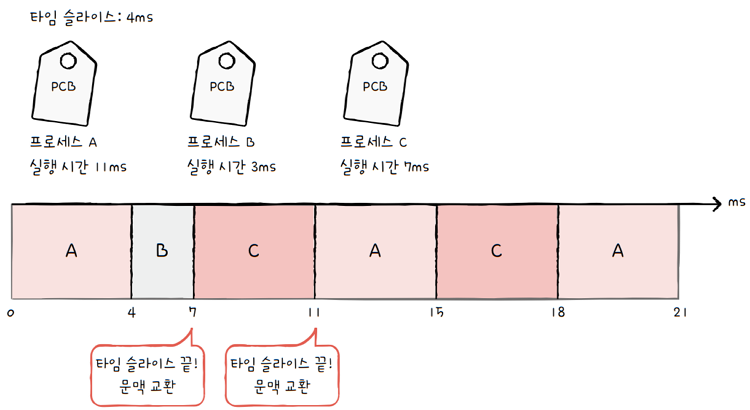 타임 슬라이스: 4ms
PCB
PCB
PCB
프로세스 A
실행 시간 11ms
프로세스 B
실행 시간 3ms
프로세스 C
실행 시간 7ms
ms
A
B
C
A
C
A
0
4
7
11
15
18
21
타임 슬라이스 끝!
문맥 교환
타임 슬라이스 끝!
문맥 교환